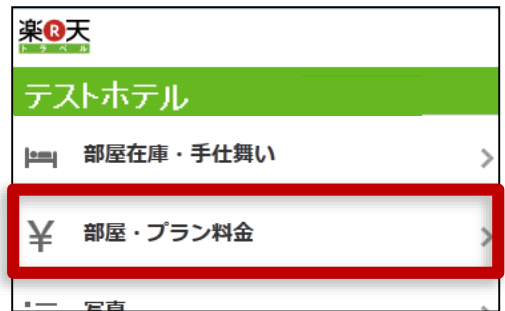 楽R天
トラベル
テストホテル
部屋在庫・手仕舞い
¥ 部屋・プラン料金
写真